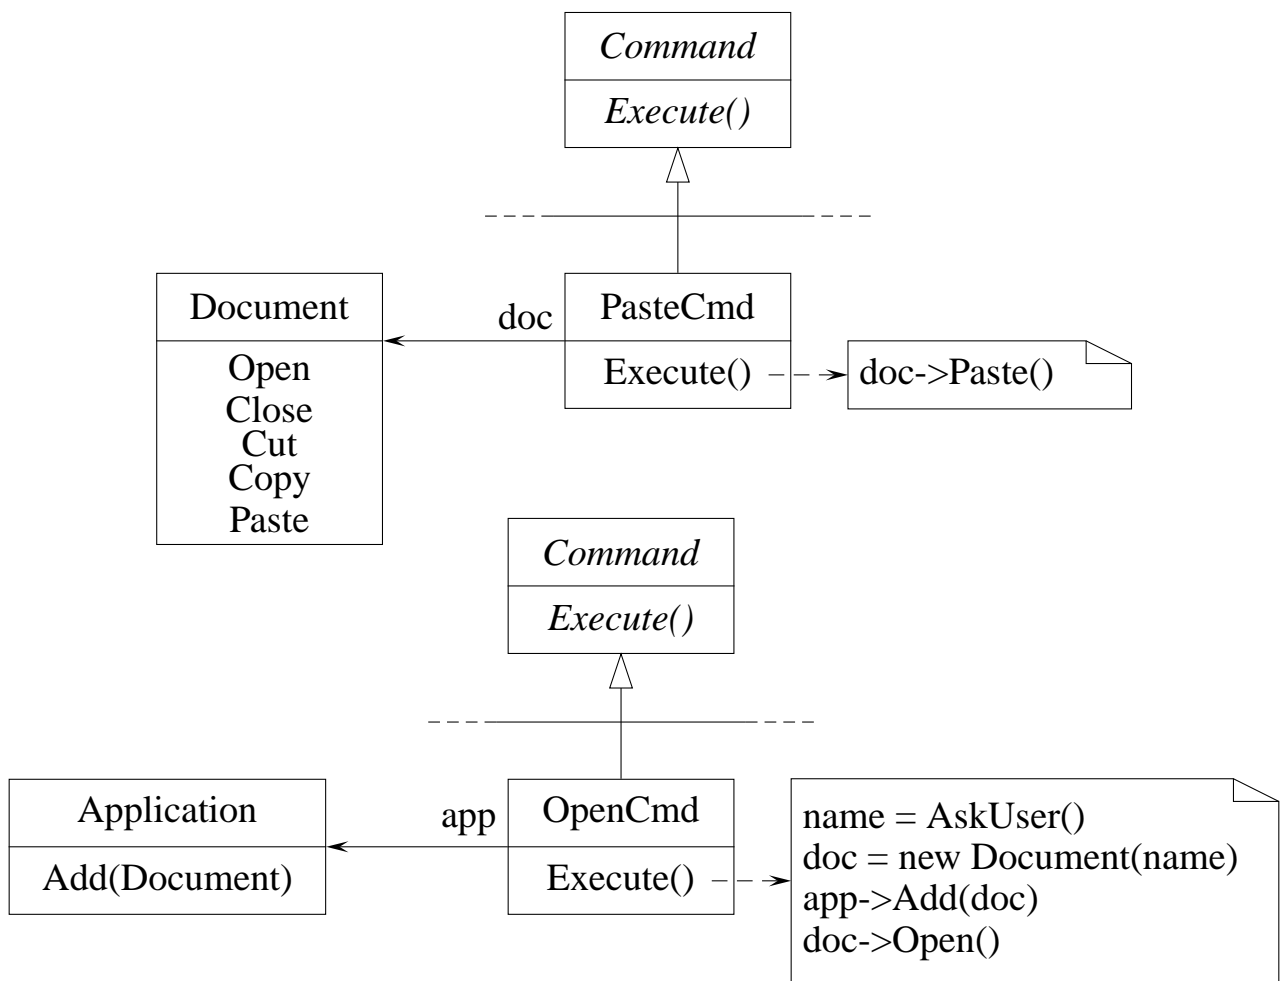 Command
Execute()
Document
doc
PasteCmd
Open
Execute()
doc->Paste()
Close
Cut
Copy
Paste
Command
Execute()
Application
app
OpenCmd
Add(Document)
Execute()
name = AskUser()
doc = new Document(name)
app->Add(doc)
doc->Open()